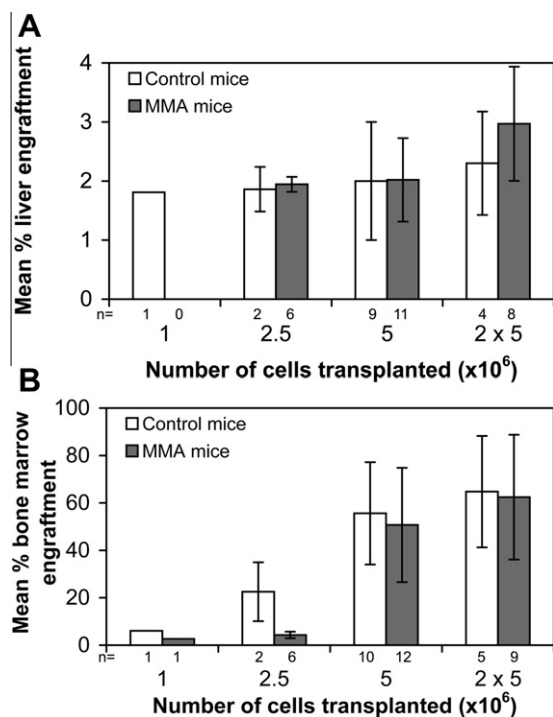 A
Mean % liver engraftment
4
3
2
1
0
Control mice
MMA mice
n= 1 0 2 6 9 11 4 8
1 2.5 5 2 x 5
Number of cells transplanted (x10⁶)
B
Mean % bone marrow
engraftment
100
80
60
40
20
0
Control mice
MMA mice
n= 1 1 2 6 10 12 5 9
1 2.5 5 2 x 5
Number of cells transplanted (x10⁶)